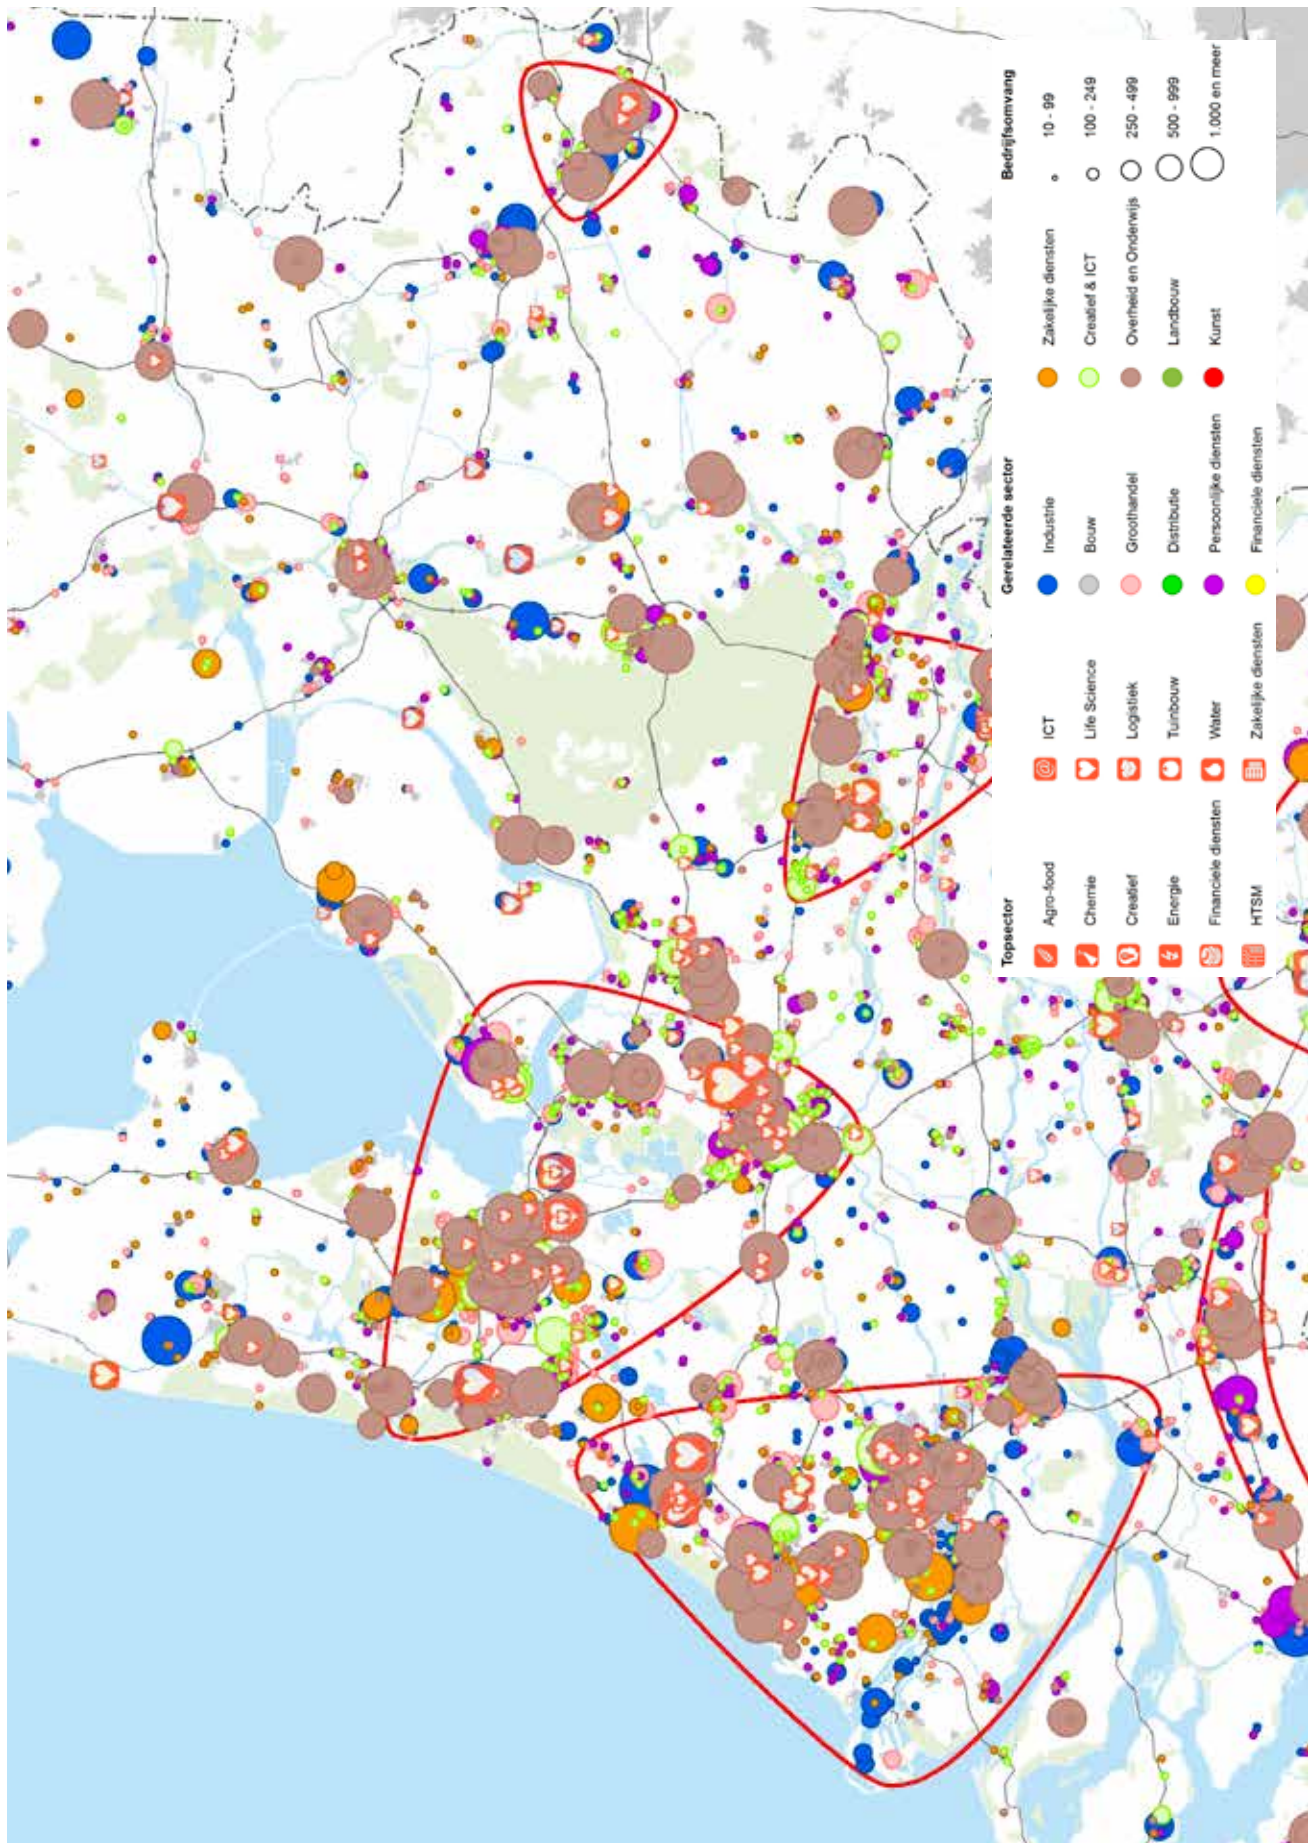 Topsector
Agro-food
Chemie
Creatief
Energie
Financiele diensten
HTSM
ICT
Life Science
Logistiek
Tuinbouw
Water
Zakelijke diensten
Gerelateerde sector
Industrie
Bouw
Groothandel
Distributie
Persoonlijke diensten
Financiele diensten
Zakelijke diensten
Creatief & ICT
Overheid en Onderwijs
Landbouw
Kunst
Bedrijfsomvang
10 - 99
100 - 249
250 - 499
500 - 999
1.000 en meer